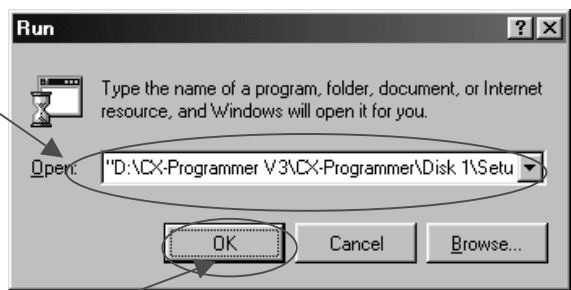 Run
Type the name of a program, folder, document, or Internet
resource, and Windows will open it for you.
Open: "D:\CX-Programmer V3\CX-Programmer\Disk 1\Setu
OK Cancel Browse...